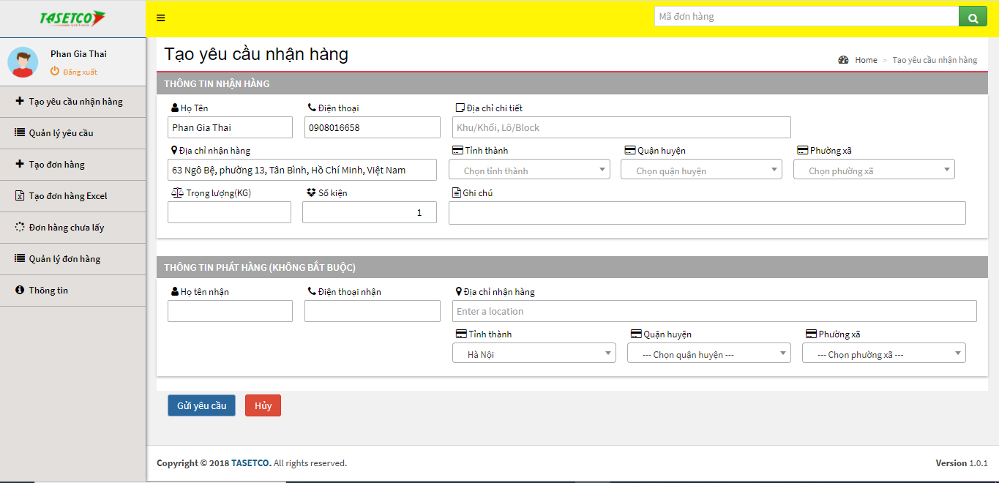 TASETCO
Mã đơn hàng
Phan Gia Thai
Đăng xuất
Tạo yêu cầu nhận hàng
Quản lý yêu cầu
Tạo đơn hàng
Tạo đơn hàng Excel
Đơn hàng chưa lấy
Quản lý đơn hàng
Thông tin
Tạo yêu cầu nhận hàng
Home > Tạo yêu cầu nhận hàng
THÔNG TIN NHẬN HÀNG
Họ Tên Điện thoại Địa chỉ chi tiết
Phan Gia Thai 0908016658 Khu/Khối, Lô/Block
Địa chỉ nhận hàng Tỉnh thành Quận huyện Phường xã
63 Ngô Bệ, phường 13, Tân Bình, Hồ Chí Minh, Việt Nam Chọn tỉnh thành Chọn quận huyện Chọn phường xã
Trọng lượng(KG) Số kiện Ghi chú
1
THÔNG TIN PHÁT HÀNG (KHÔNG BẮT BUỘC)
Họ tên nhận Điện thoại nhận Địa chỉ nhận hàng
Enter a location
Tỉnh thành Quận huyện Phường xã
Hà Nội --- Chọn quận huyện --- --- Chọn phường xã ---
Gửi yêu cầu Hủy
Copyright © 2018 TASETCO. All rights reserved. Version 1.0.1